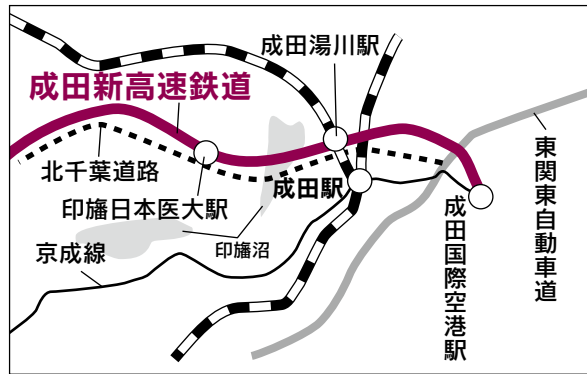 成田湯川駅
成田新高速鉄道
北千葉道路
成田駅
印旛日本医大駅
印旛沼
京成線
成田国際空港駅
東関東自動車道